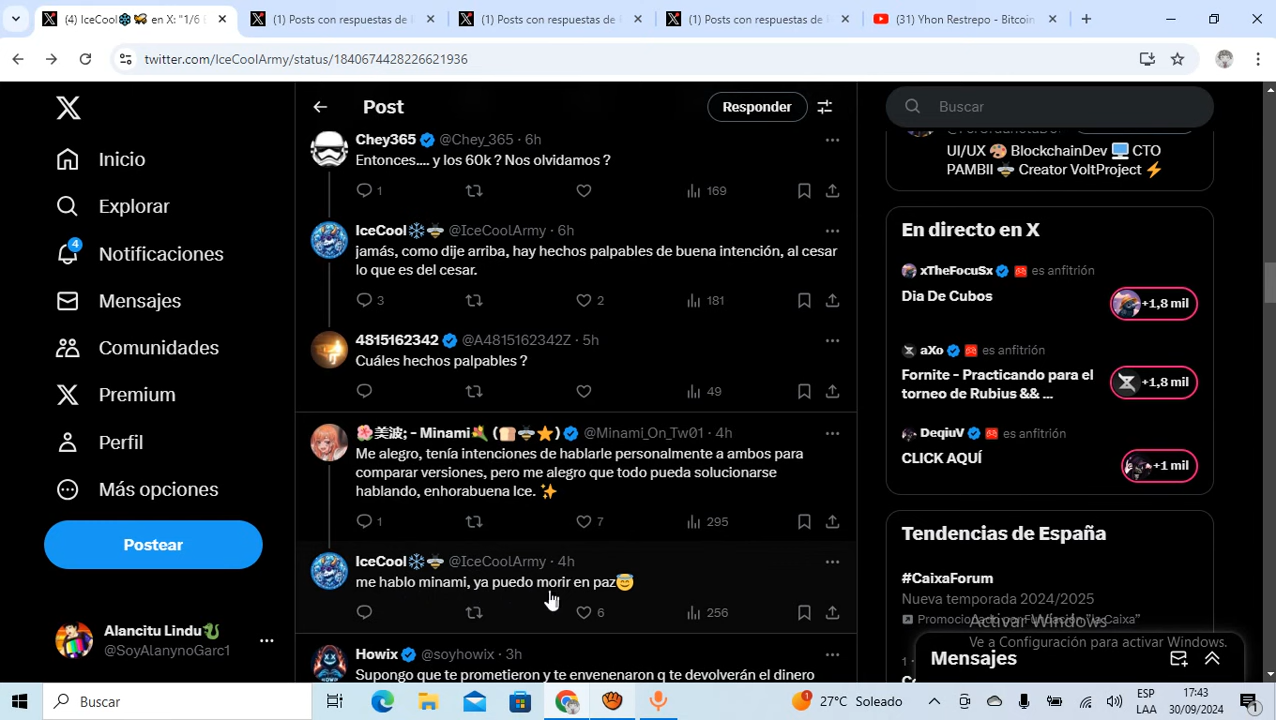 (4) IceCool❄️🐝 en X: "1/6 E
(1) Posts con respuestas de
(1) Posts con respuestas de
(1) Posts con respuestas de
(31) Yhon Restrepo - Bitcoin
twitter.com/IceCoolArmy/status/1840674428226621936
Inicio
Explorar
4
Notificaciones
Mensajes
Comunidades
Premium
Perfil
Más opciones
Postear
Alancitu Lindu🐉
@SoyAlanynoGarc1
Post
Responder
Chey365 @Chey_365 · 6h
Entonces.... y los 60k ? Nos olvidamos ?
1 169
IceCool❄️🐝 @IceCoolArmy · 6h
jamás, como dije arriba, hay hechos palpables de buena intención, al cesar
lo que es del cesar.
3 2 181
4815162342 @A4815162342Z · 5h
Cuáles hechos palpables ?
49
🌸美波; - Minami💐 (🍞🐝⭐) @Minami_On_Tw01 · 4h
Me alegro, tenía intenciones de hablarle personalmente a ambos para
comparar versiones, pero me alegro que todo pueda solucionarse
hablando, enhorabuena Ice. ✨
1 7 295
IceCool❄️🐝 @IceCoolArmy · 4h
me hablo minami, ya puedo morir en paz😇
6 256
Howix @soyhowix · 3h
Supongo que te prometieron y te envenenaron q te devolverán el dinero
Buscar
UI/UX 🎨 BlockchainDev 🖥️ CTO
PAMBII 🐝 Creator VoltProject ⚡
En directo en X
xTheFocusSx es anfitrión
Dia De Cubos
+1,8 mil
aXo es anfitrión
Fornite - Practicando para el
torneo de Rubius && ...
+1,8 mil
DeqiuV es anfitrión
CLICK AQUÍ
+1 mil
Tendencias de España
#CaixaForum
Nueva temporada 2024/2025
Promocionado por Fundación "la Caixa"
Activar Windows
Ve a Configuración para activar Windows.
Mensajes
Buscar
27°C Soleado
ESP
LAA
17:43
30/09/2024
1